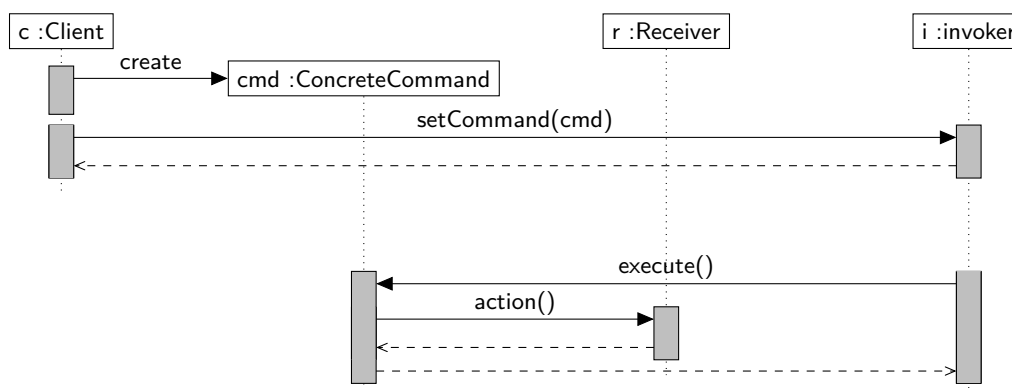 c :Client
r :Receiver
i :invoker
create
cmd :ConcreteCommand
setCommand(cmd)
execute()
action()